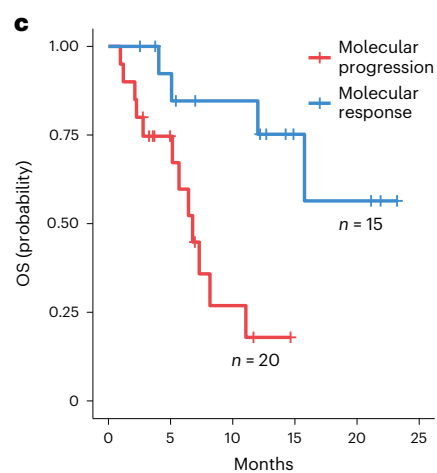 c
1.00
0.75
0.50
0.25
0
OS (probability)
Molecular
progression
Molecular
response
n = 15
n = 20
0 5 10 15 20 25
Months